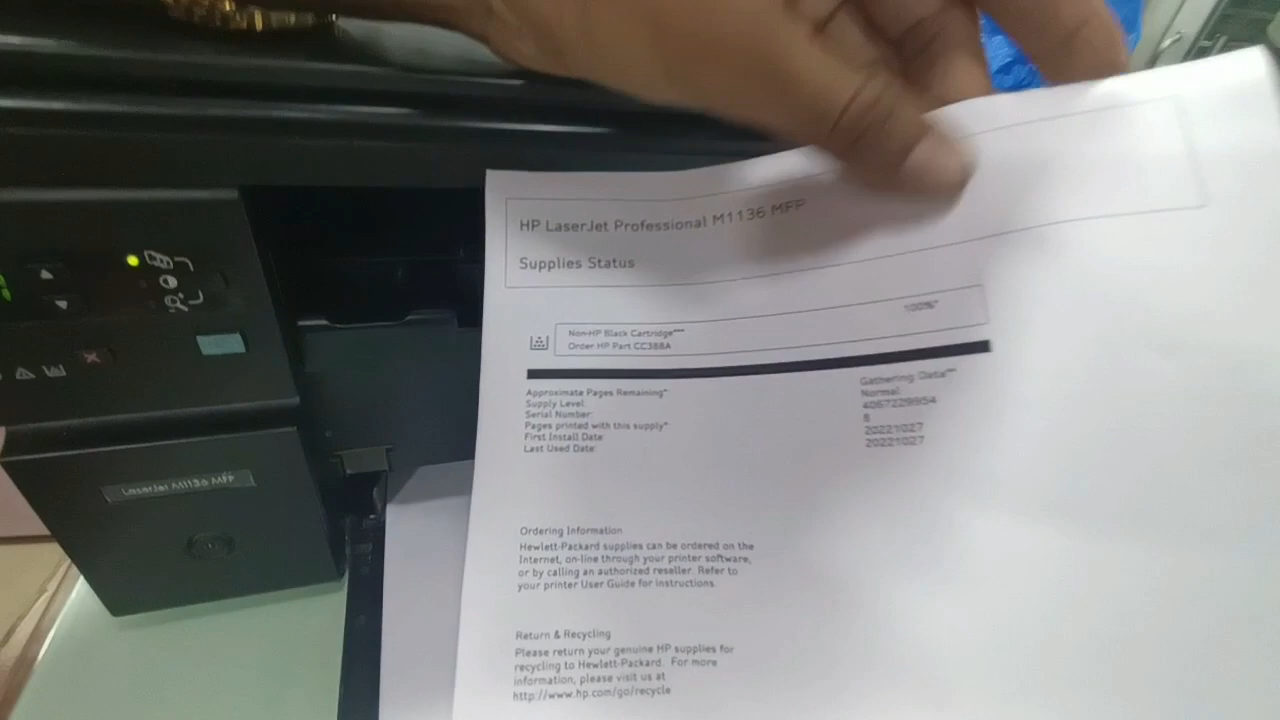 HP LaserJet Professional M1136 MFP
Supplies Status
Non-HP Black Cartridge*** 100%*
Order HP Part CC388A
Approximate Pages Remaining*: Gathering Data**
Supply Level: Normal
Serial Number: 4067229954
Pages printed with this supply*: 8
First Install Date: 20221027
Last Used Date: 20221027
Ordering Information
Hewlett-Packard supplies can be ordered on the
Internet, on-line through your printer software,
or by calling an authorized reseller. Refer to
your printer User Guide for instructions.
Return & Recycling
Please return your genuine HP supplies for
recycling to Hewlett-Packard. For more
information, please visit us at
http://www.hp.com/go/recycle
LaserJet M1136 MFP